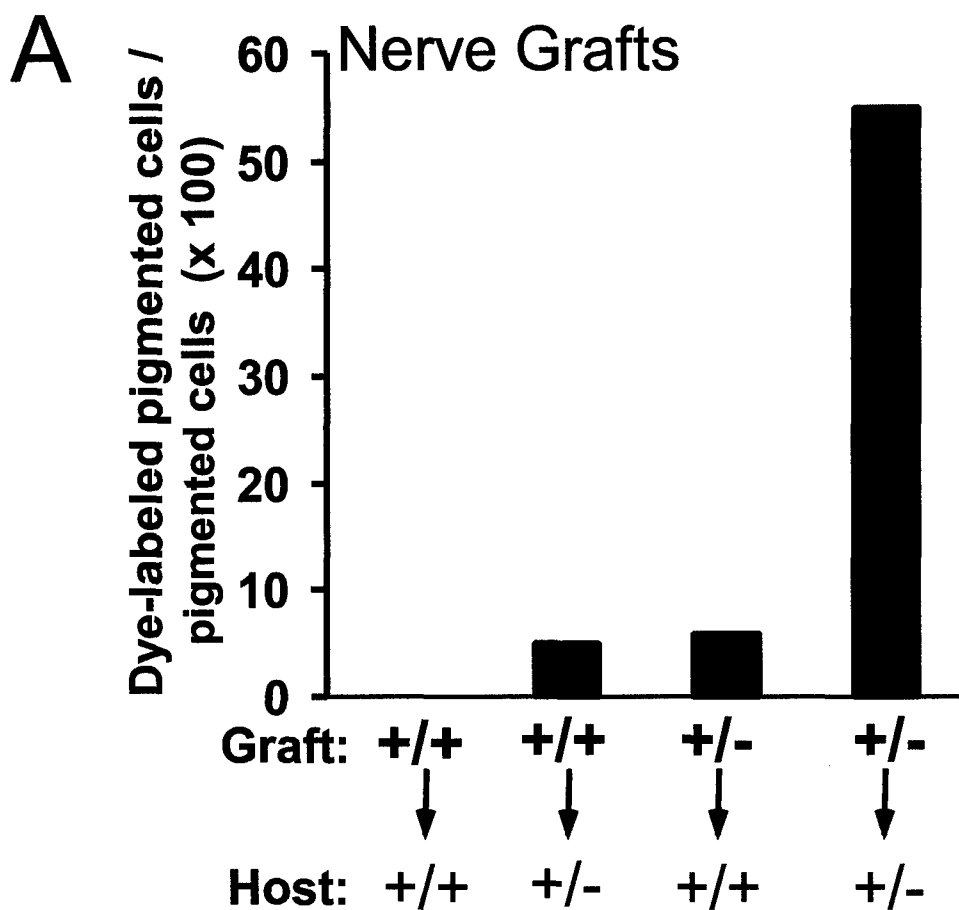 A
Nerve Grafts
Dye-labeled pigmented cells /
pigmented cells (x 100)
60
50
40
30
20
10
0
Graft: +/+ +/+ +/- +/-
Host: +/+ +/- +/+ +/-